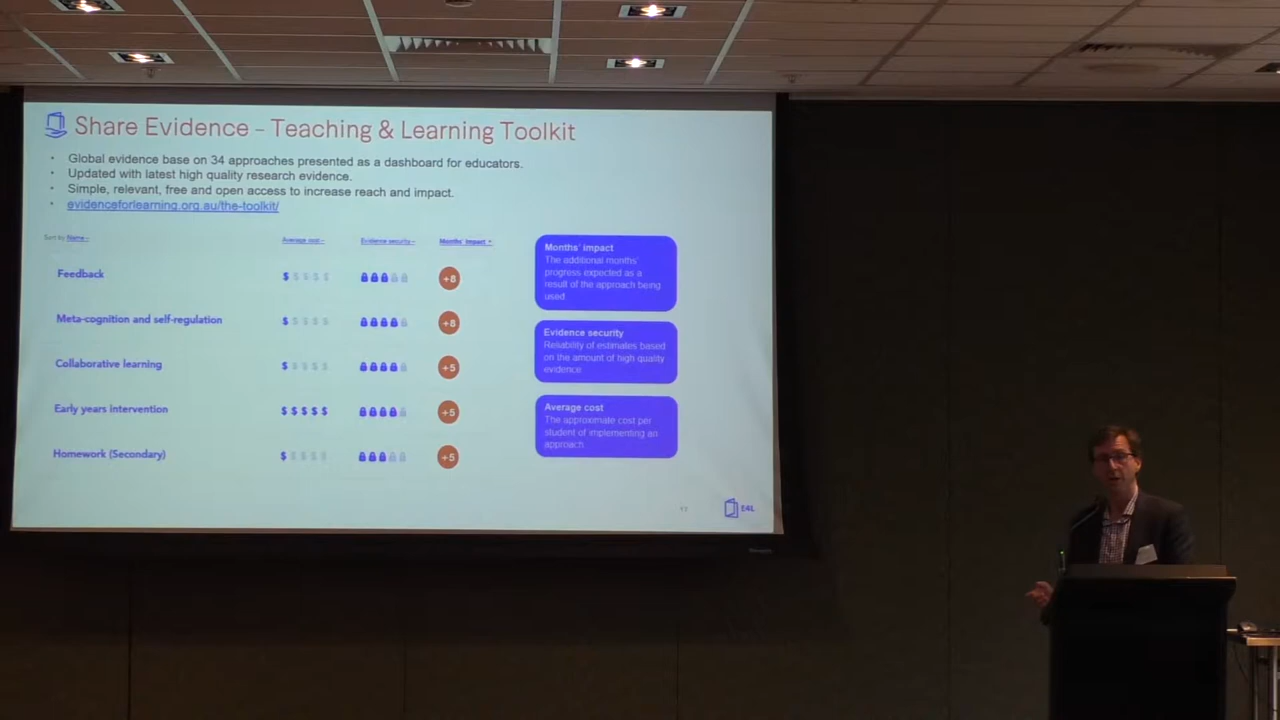 Share Evidence – Teaching & Learning Toolkit
• Global evidence base on 34 approaches presented as a dashboard for educators.
• Updated with latest high quality research evidence.
• Simple, relevant, free and open access to increase reach and impact.
• evidenceforlearning.org.au/the-toolkit/
Sort by Name
Average cost
Evidence security
Months' impact
Feedback
$ $ $ $ $
+8
Meta-cognition and self-regulation
$ $ $ $ $
+8
Collaborative learning
$ $ $ $ $
+5
Early years intervention
$ $ $ $ $
+5
Homework (Secondary)
$ $ $ $ $
+5
Months' impact
The additional months'
progress expected as a
result of the approach being
used
Evidence security
Reliability of estimates based
on the amount of high quality
evidence
Average cost
The approximate cost per
student of implementing an
approach
E4L